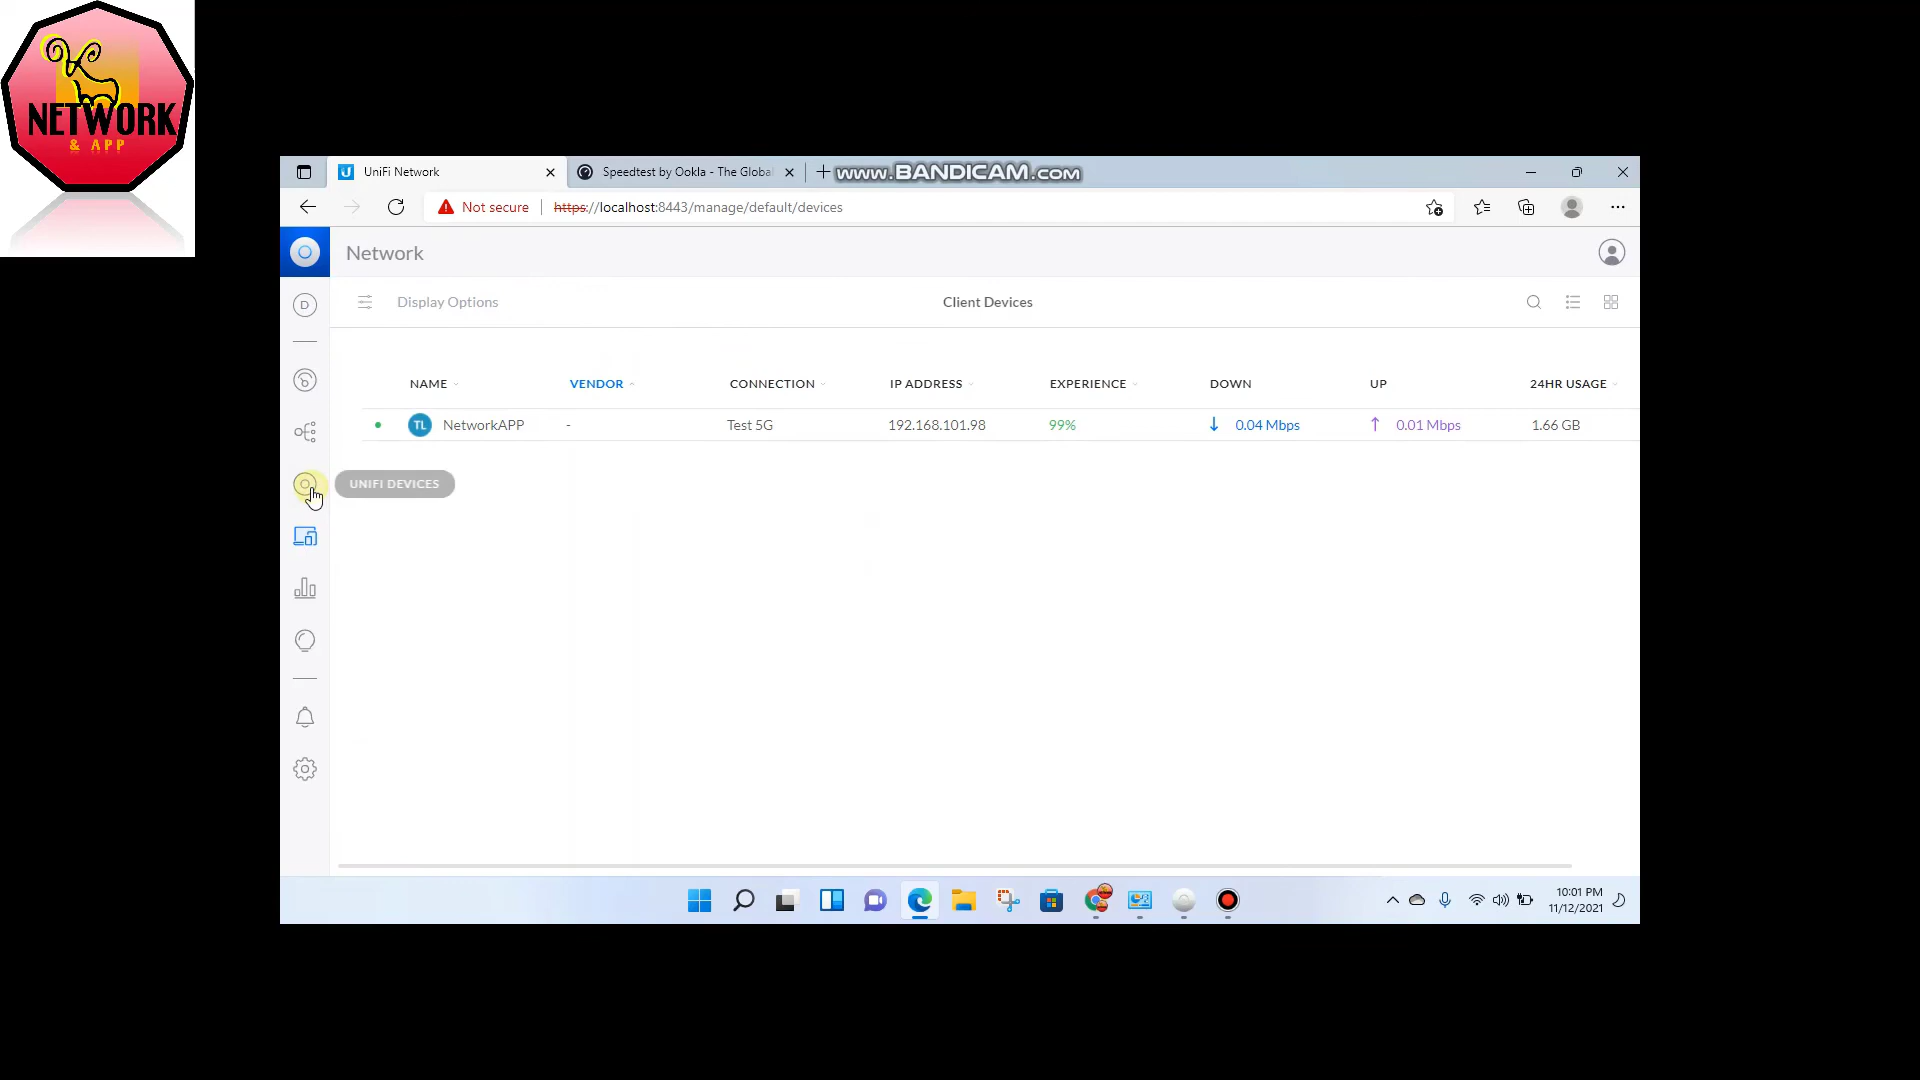 NETWORK
& APP
UniFi Network
Speedtest by Ookla - The Global
www.BANDICAM.com
Not secure
https://localhost:8443/manage/default/devices
Network
D
Display Options
Client Devices
NAME VENDOR CONNECTION IP ADDRESS EXPERIENCE DOWN UP 24HR USAGE
TL NetworkAPP - Test 5G 192.168.101.98 99% 0.04 Mbps 0.01 Mbps 1.66 GB
UNIFI DEVICES
10:01 PM
11/12/2021